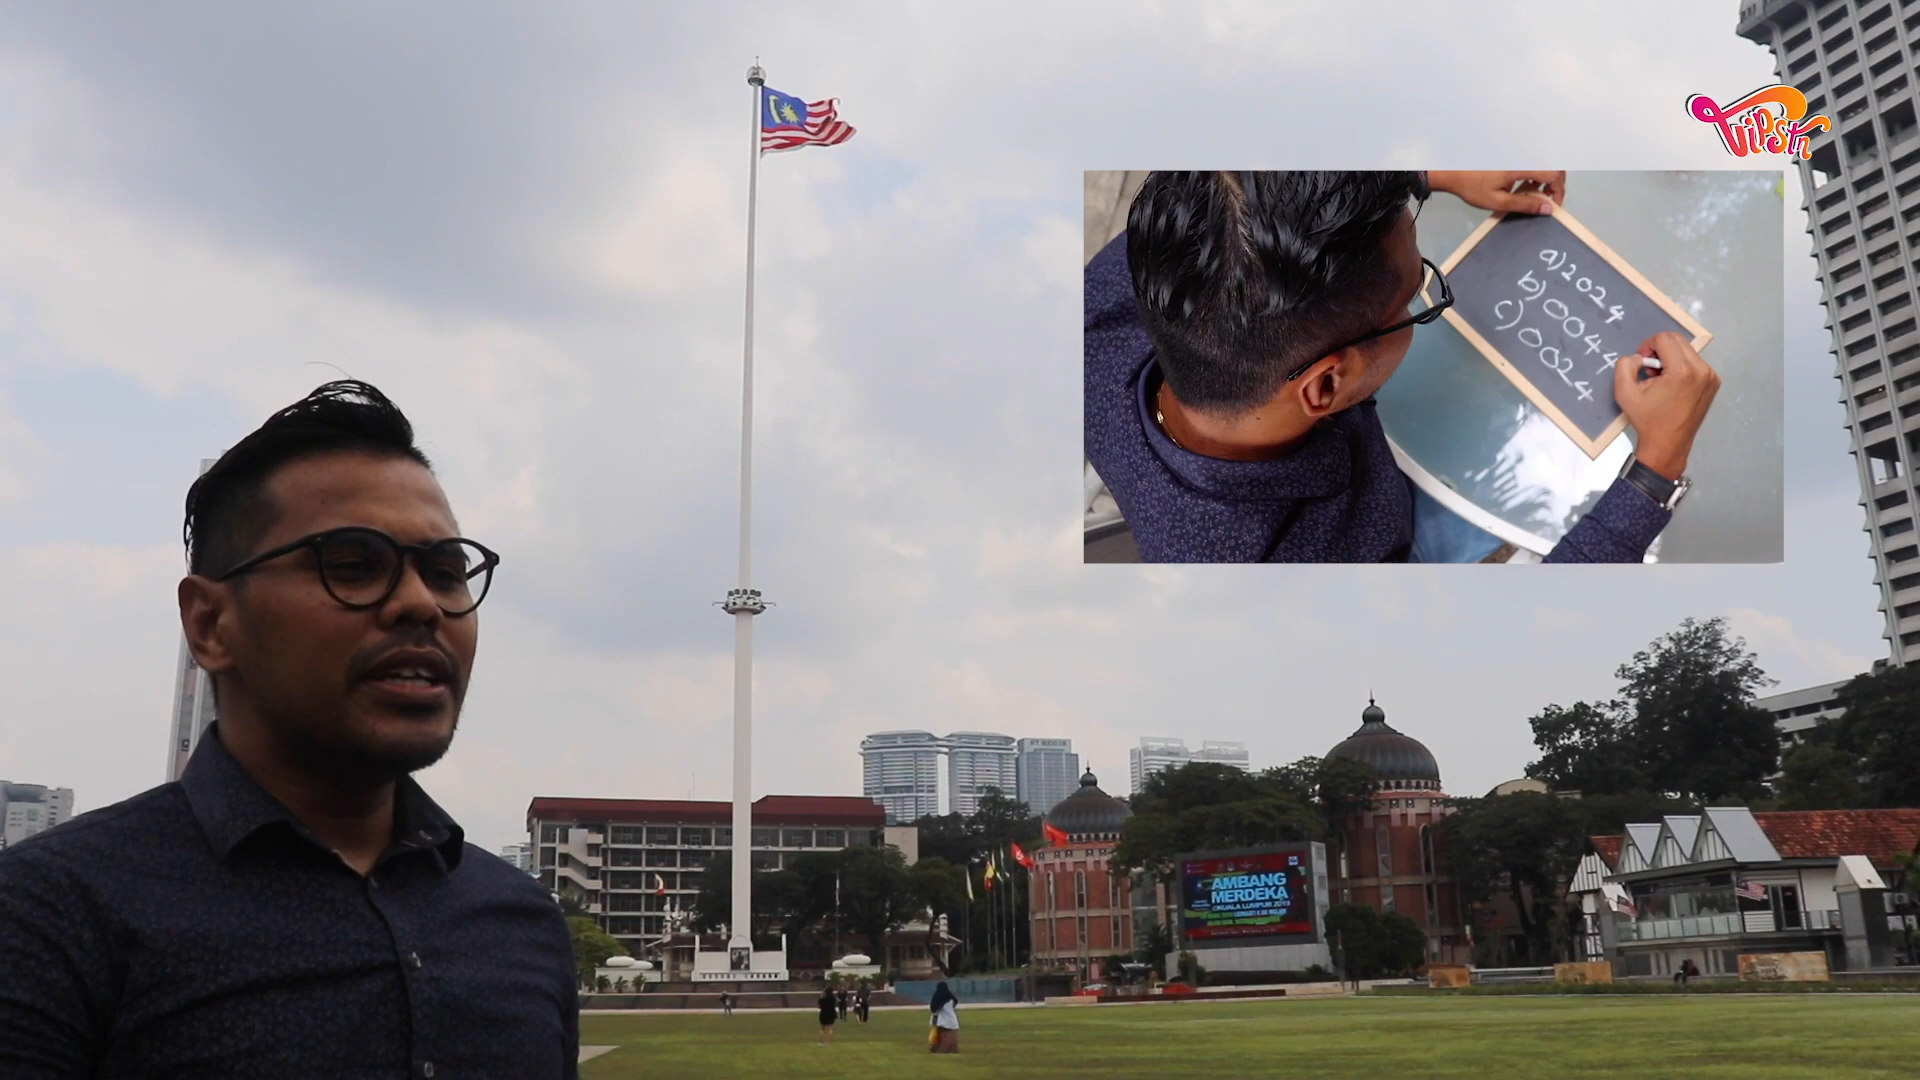 VIPStn
a) 2024
b) 0044
c) 0024
AMBANG
MERDEKA
KUALA LUMPUR 2019